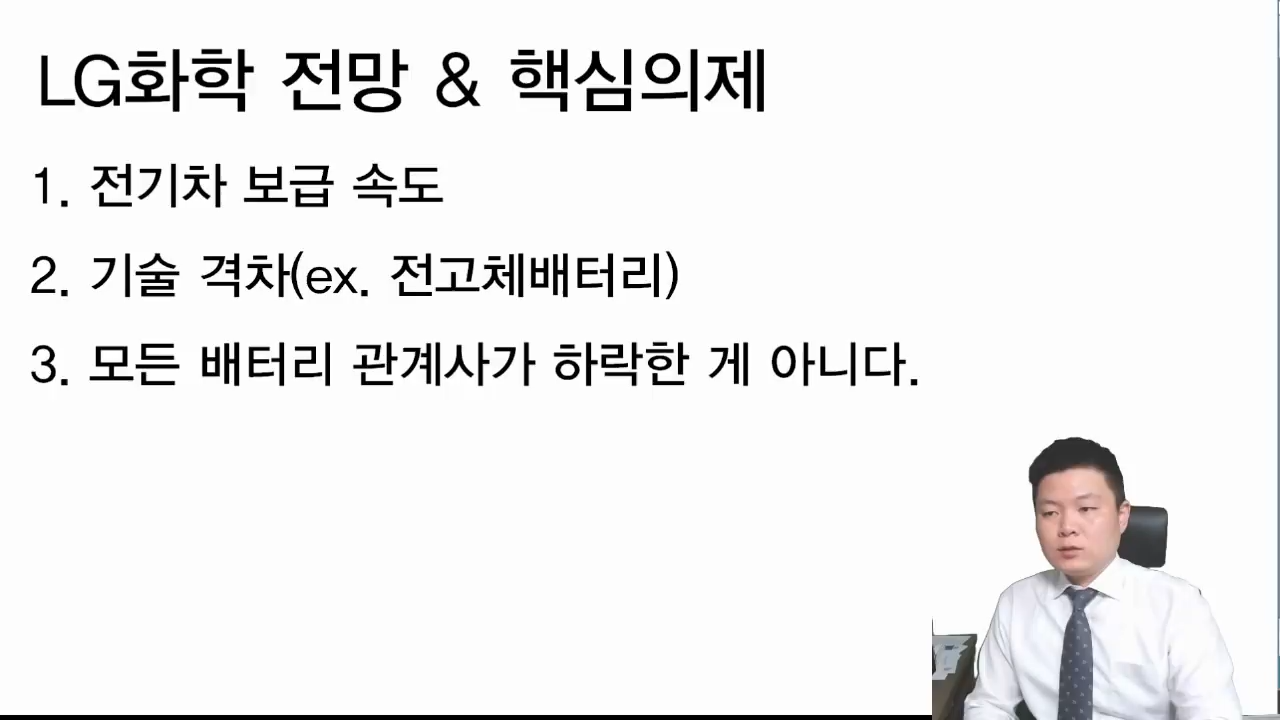 LG화학 전망 & 핵심의제
1. 전기차 보급 속도
2. 기술 격차(ex. 전고체배터리)
3. 모든 배터리 관계사가 하락한 게 아니다.